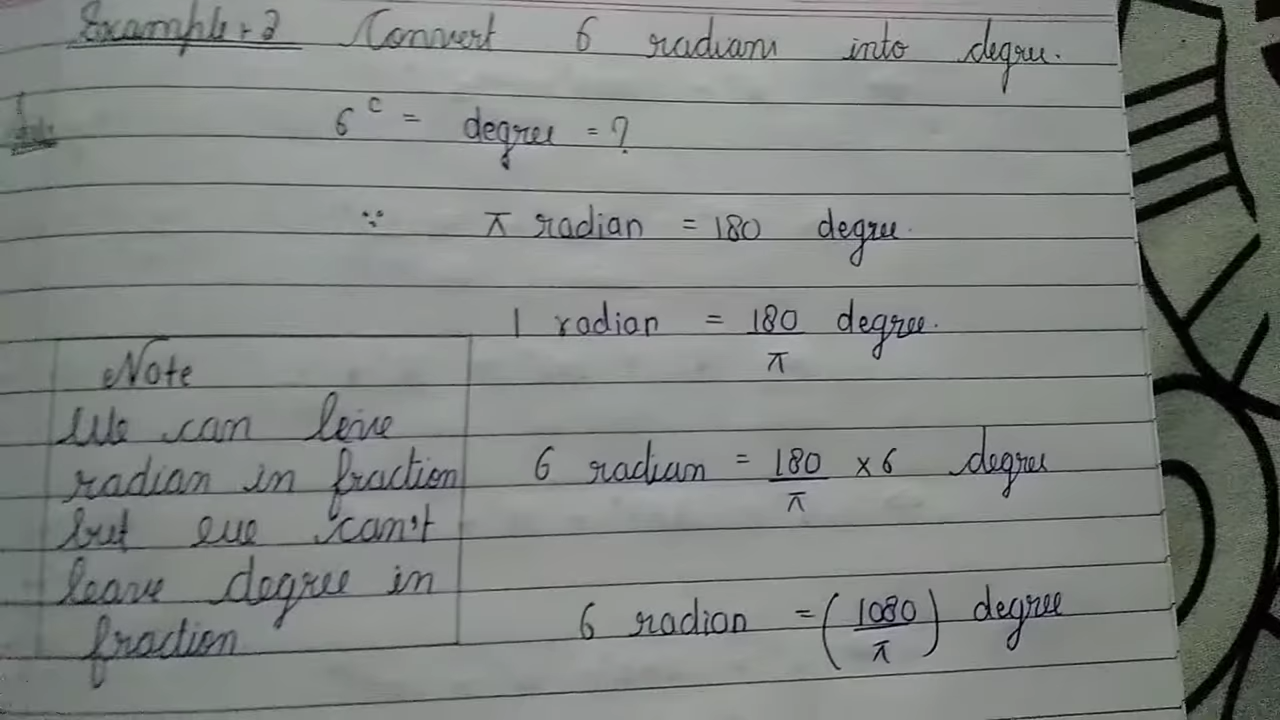 Example:-2 Convert 6 radians into degree.
6ᶜ = degree = ?
∵ π radian = 180 degree.
1 radian = 180/π degree.
Note
We can leive
radian in fraction
but we can't
leave degree in
fraction
6 radian = 180/π × 6 degree
6 radian = (1080/π) degree